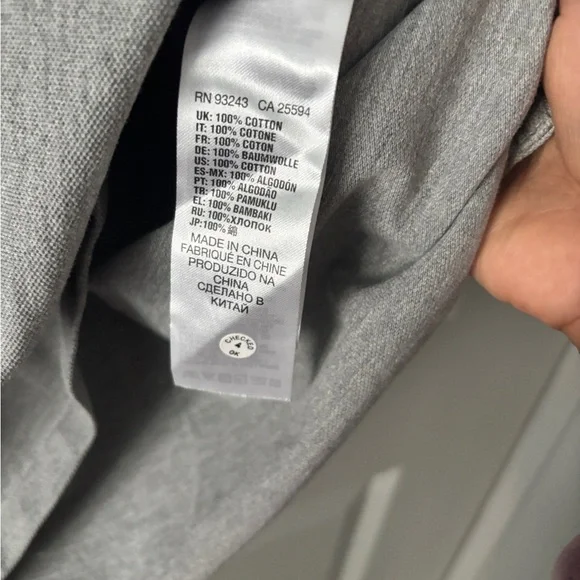 RN 93243 CA 25594
UK: 100% COTTON
IT: 100% COTONE
FR: 100% COTON
DE: 100% BAUMWOLLE
US: 100% COTTON
ES-MX: 100% ALGODÓN
PT: 100% ALGODÃO
TR: 100% PAMUKLU
EL: 100% BAMBAKI
RU: 100%ХЛОПОК
JP:100% 綿
MADE IN CHINA
FABRIQUÉ EN CHINE
PRODUZIDO NA
CHINA
СДЕЛАНО В
КИТАЙ
CHECKED
4
OK